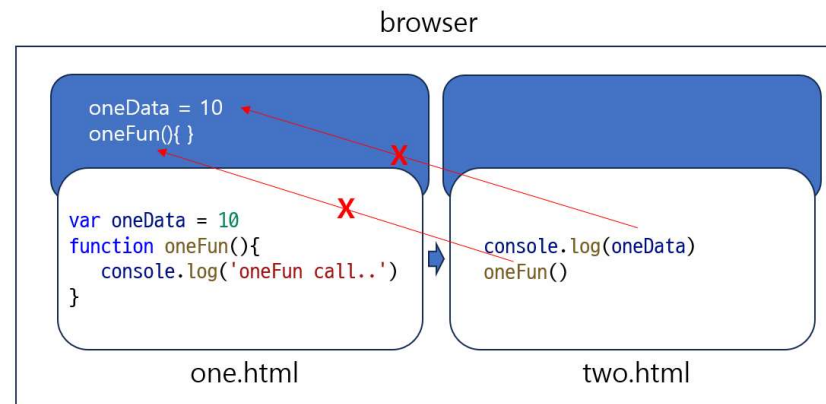 browser
oneData = 10
oneFun(){ }
X
X
var oneData = 10
function oneFun(){
console.log('oneFun call..')
}
console.log(oneData)
oneFun()
one.html
two.html